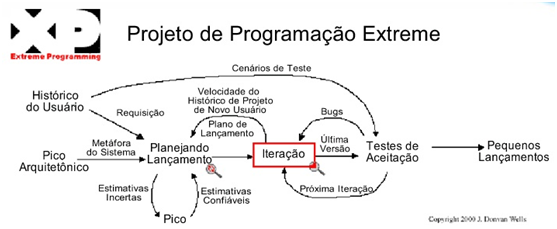 XP
Extreme Programming
Projeto de Programação Extreme
Cenários de Teste
Histórico
do Usuário
Requisição
Velocidade do
Histórico de Projeto
de Novo Usuário
Bugs
Plano de
Lançamento
Pico
Arquitetônico
Metáfora
do Sistema
Planejando
Lançamento
Iteração
Última
Versão
Testes de
Aceitação
Pequenos
Lançamentos
Estimativas
Incertas
Estimativas
Confiáveis
Próxima Iteração
Pico
Copyright 2000 J. Donvan Wells